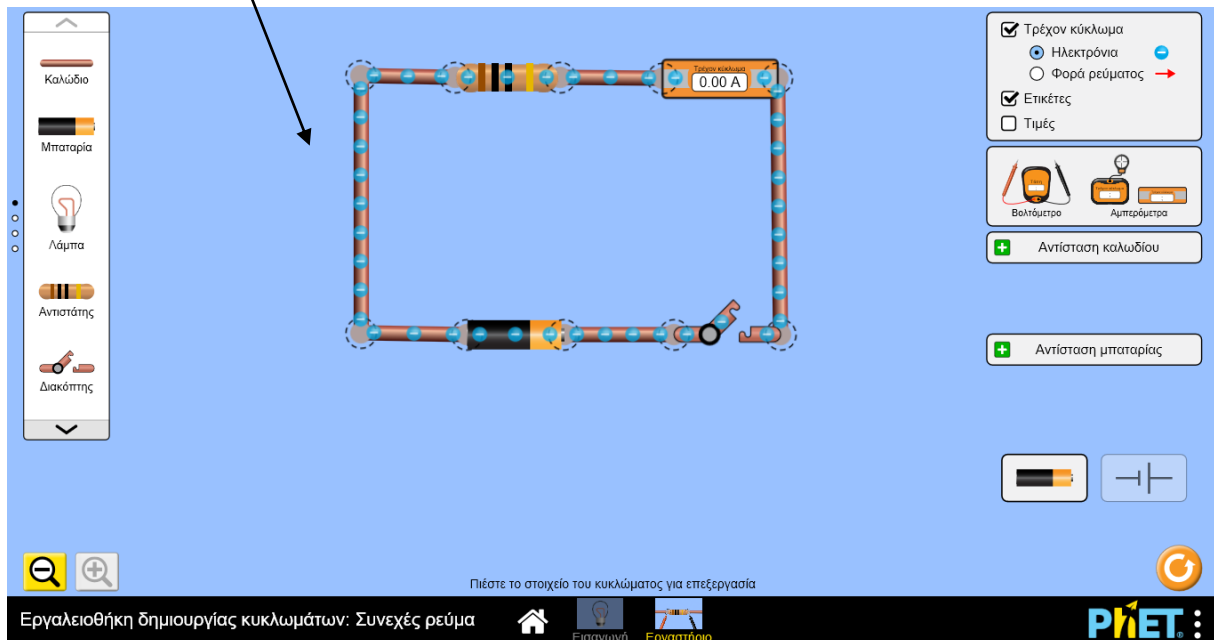 Καλώδιο
Μπαταρία
Λάμπα
Αντιστάτης
Διακόπτης
Τρέχον κύκλωμα
0.00 A
Τρέχον κύκλωμα
Ηλεκτρόνια
Φορά ρεύματος
Ετικέτες
Τιμές
Βολτόμετρο
Αμπερόμετρα
Αντίσταση καλωδίου
Αντίσταση μπαταρίας
Πιέστε το στοιχείο του κυκλώματος για επεξεργασία
Εργαλειοθήκη δημιουργίας κυκλωμάτων: Συνεχές ρεύμα
Εισαγωγή
Εργαστήριο
PhET